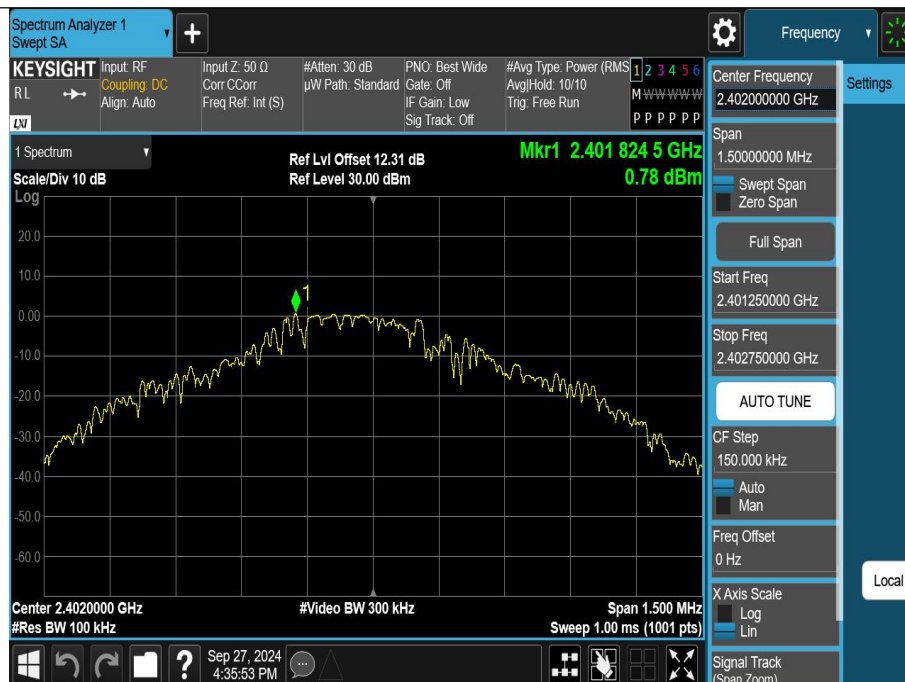 Spectrum Analyzer 1
Swept SA
+
Frequency
KEYSIGHT
RL
LXI
Input: RF
Coupling: DC
Align: Auto
Input Z: 50 Ω
Corr CCorr
Freq Ref: Int (S)
#Atten: 30 dB
µW Path: Standard
PNO: Best Wide
Gate: Off
IF Gain: Low
Sig Track: Off
#Avg Type: Power (RMS
Avg|Hold: 10/10
Trig: Free Run
1 2 3 4 5 6
M W W W W W
P P P P P P
1 Spectrum
Scale/Div 10 dB
Log
Ref Lvl Offset 12.31 dB
Ref Level 30.00 dBm
Mkr1 2.401 824 5 GHz
0.78 dBm
20.0
10.0
0.00
-10.0
-20.0
-30.0
-40.0
-50.0
-60.0
1
Center 2.4020000 GHz
#Res BW 100 kHz
#Video BW 300 kHz
Span 1.500 MHz
Sweep 1.00 ms (1001 pts)
?
Sep 27, 2024
4:35:53 PM
Center Frequency
2.402000000 GHz
Span
1.50000000 MHz
Swept Span
Zero Span
Full Span
Start Freq
2.401250000 GHz
Stop Freq
2.402750000 GHz
AUTO TUNE
CF Step
150.000 kHz
Auto
Man
Freq Offset
0 Hz
X Axis Scale
Log
Lin
Signal Track
(Span Zoom)
Settings
Local